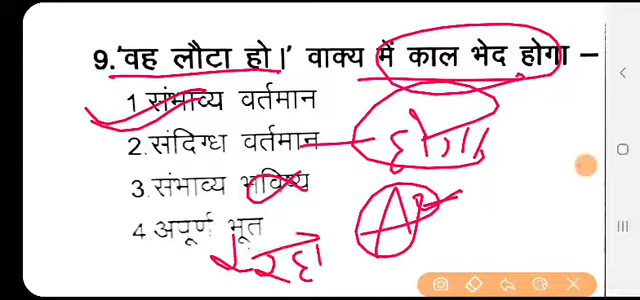 9.'वह लौटा हो।' वाक्य में काल भेद होगा –
1 संभाव्य वर्तमान
2.संदिग्ध वर्तमान
होगा
3.संभाव्य भविष्य
4.अपूर्ण भूत
रहा